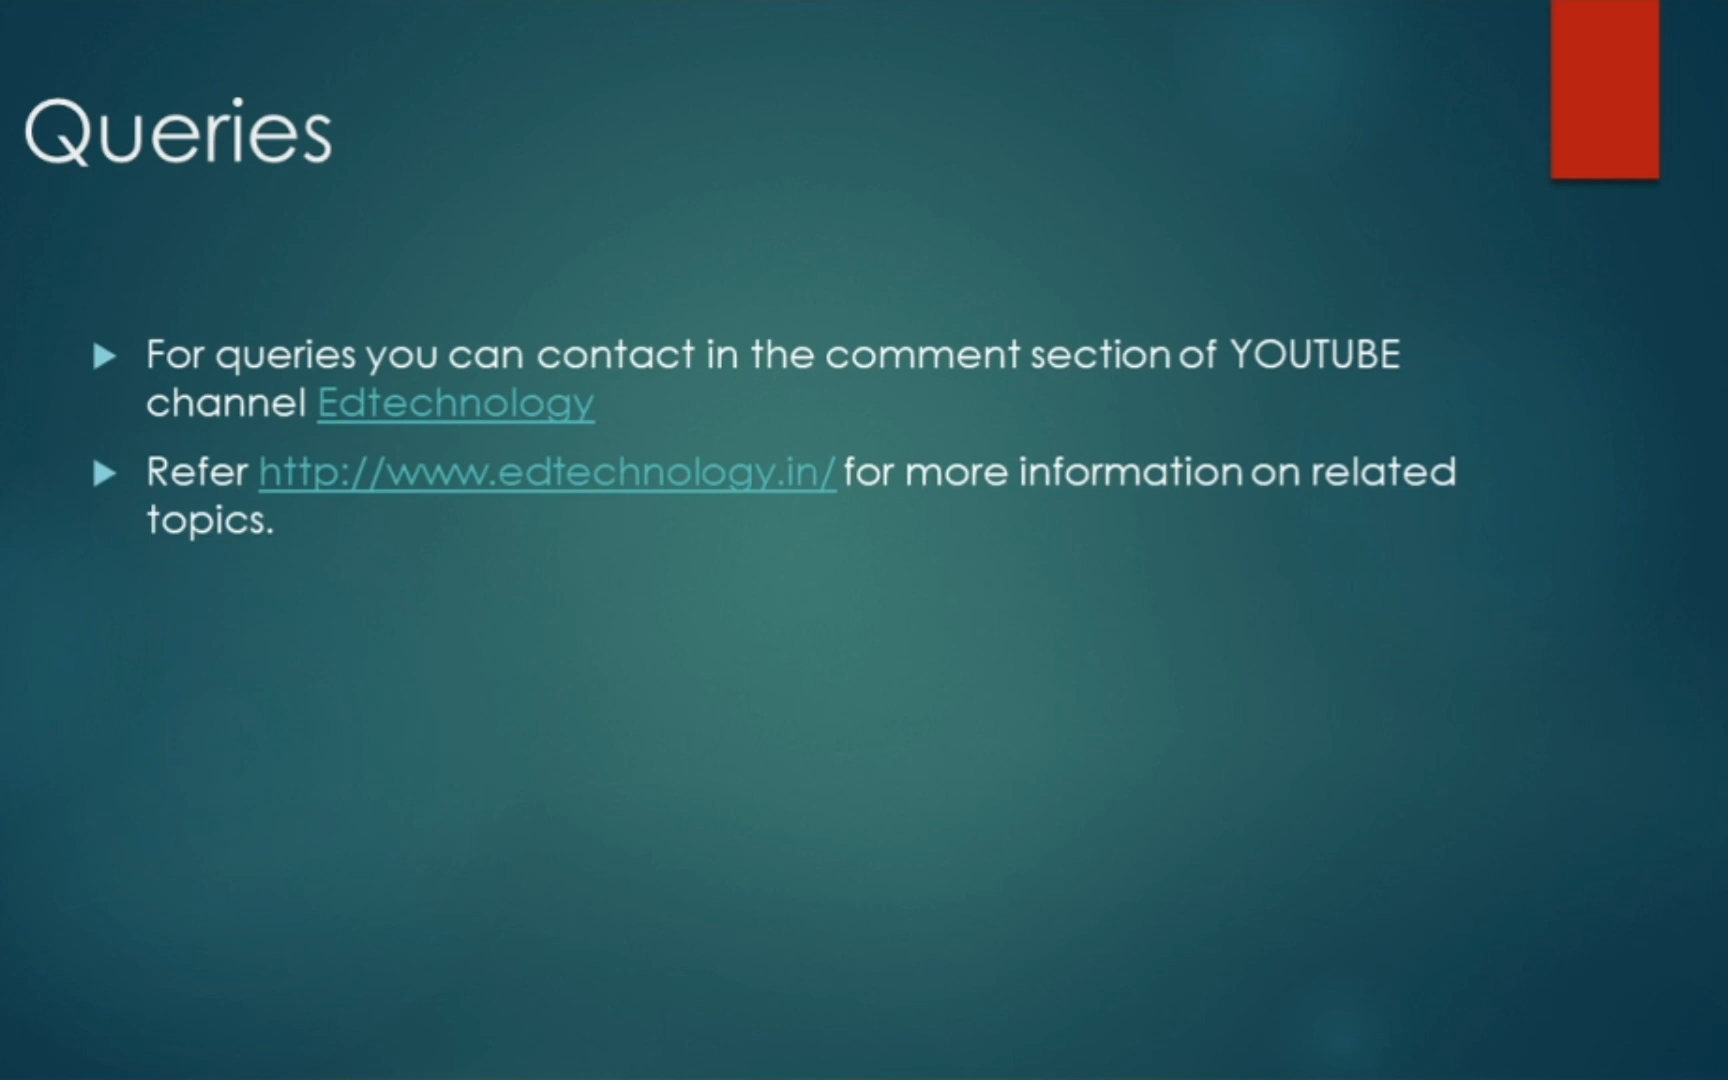 Queries
For queries you can contact in the comment section of YOUTUBE
channel Edtechnology
Refer http://www.edtechnology.in/ for more information on related
topics.